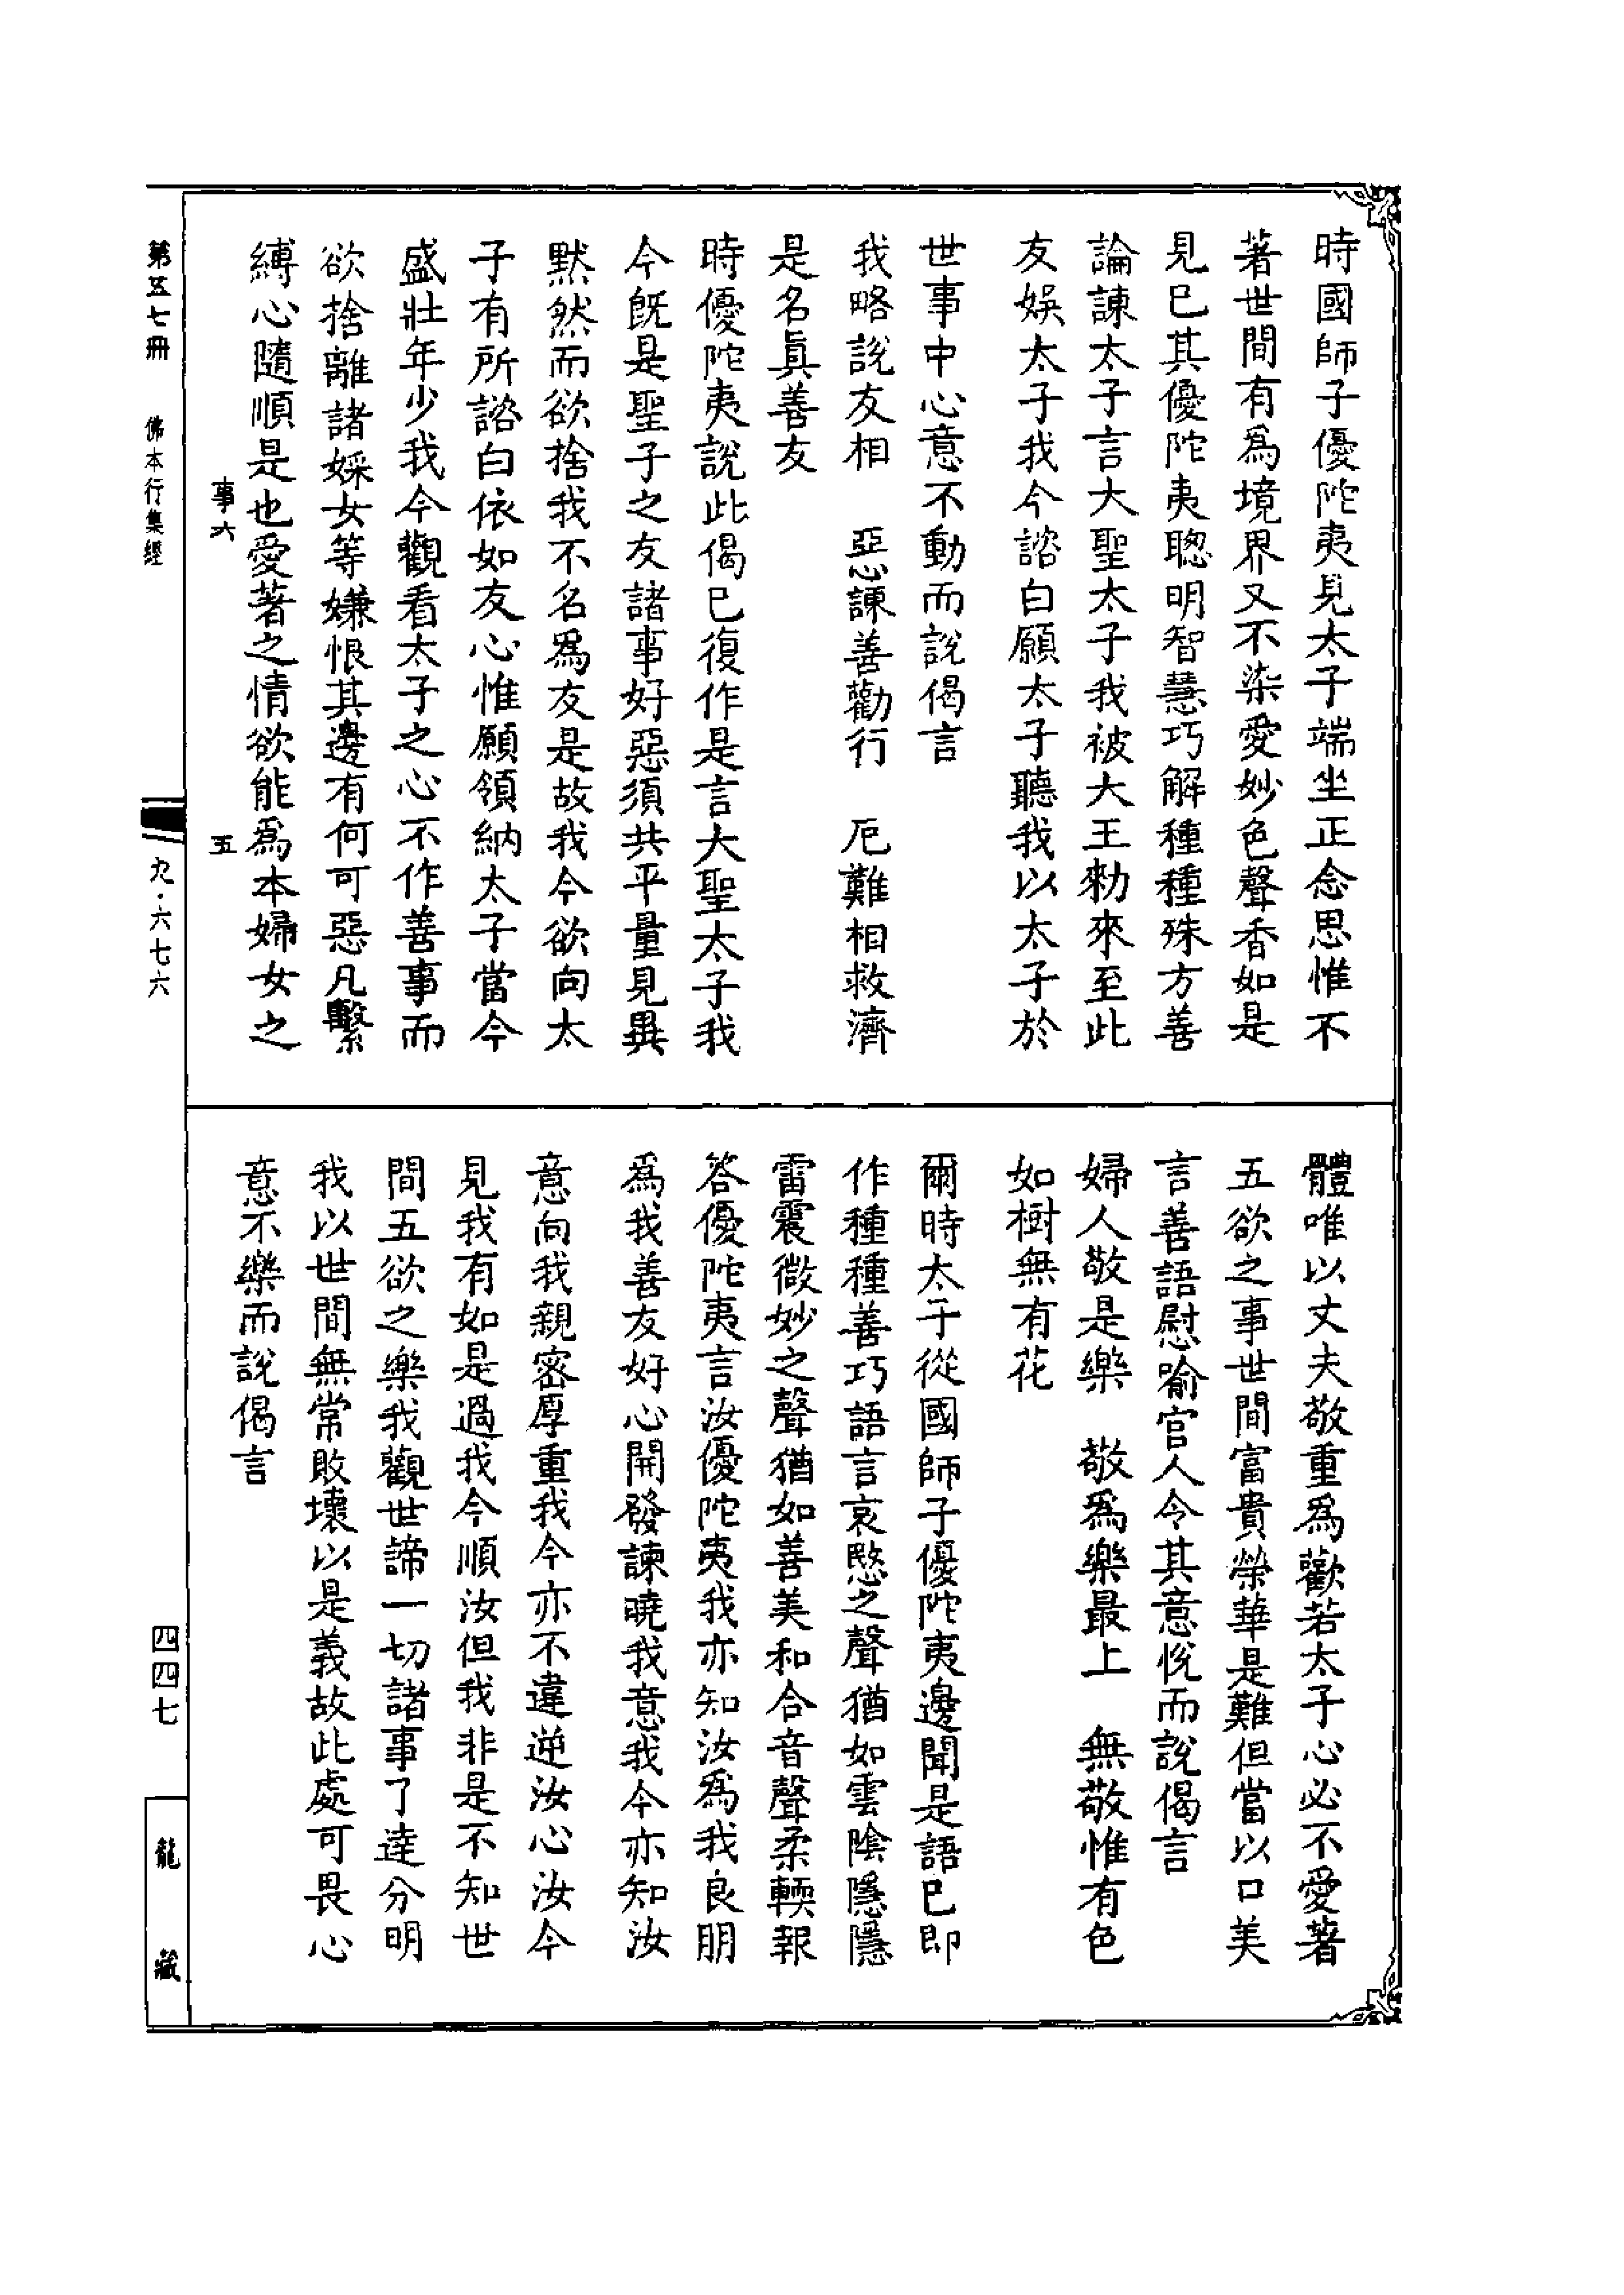 時國師子優陀夷見太子端坐正念思惟不
著世間有爲境界又不染愛妙色聲香如是
見已其優陀夷聰明智慧巧解種種殊方善
論諫太子言大聖太子我被大王勑來至此
友娛太子我今諮白願太子聽我以太子於
世事中心意不動而說偈言
我略說友相　惡諫善勸行　厄難相救濟
是名眞善友
時優陀夷說此偈已復作是言大聖太子我
今既是聖子之友諸事好惡須共平量見異
默然而欲捨我不名爲友是故我今欲向太
子有所諮白依如友心惟願領納太子當今
盛壯年少我今觀看太子之心不作善事而
欲捨離諸婇女等嫌恨其邊有何可惡凡繫
縛心隨順是也愛著之情欲能爲本婦女之
事六　五
體唯以丈夫敬重爲歡若太子心必不愛著
五欲之事世間富貴榮華是難但當以口美
言善語慰喻宮人令其意悅而說偈言
婦人敬是樂　敬爲樂最上　無敬惟有色
如樹無有花
爾時太子從國師子優陀夷邊聞是語已即
作種種善巧語言哀愍之聲猶如雲陰隱隱
雷震微妙之聲猶如善美和合音聲柔輭報
答優陀夷言汝優陀夷我亦知汝爲我良朋
爲我善友好心開發諫曉我意我今亦知汝
意向我親密厚重我今亦不違逆汝心汝今
見我有如是過我今順汝但我非是不知世
間五欲之樂我觀世諦一切諸事了達分明
我以世間無常敗壞以是義故此處可畏心
意不樂而說偈言
第五七冊　佛本行集經　九·六七六　四四七　龍藏